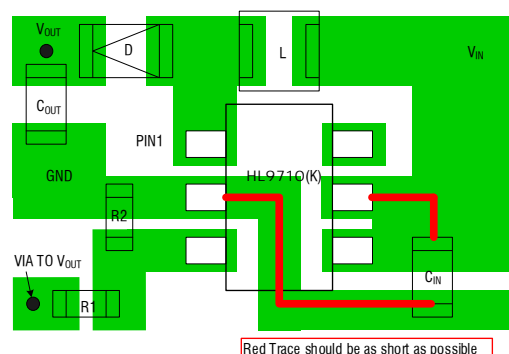 VOUT
D
L
VIN
COUT
PIN1
HL9710(K)
GND
R2
VIA TO VOUT
CIN
R1
Red Trace should be as short as possible